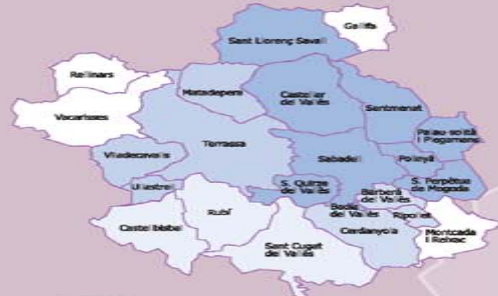 Gallifa
Sant Llorenç Savall
Rellinars
Matadepera
Castellar
del Vallès
Sentmenat
Vacarisses
Palau-solità
i Plegamans
Terrassa
Viladecavalls
Sabadell
Polinyà
S. Perpètua
de Mogoda
Ullastrell
S. Quirze
del Vallès
Barberà
del Vallès
Badia
del Vallès
Ripollet
Rubí
Castellbisbal
Cerdanyola
Montcada
i Reixac
Sant Cugat
del Vallès